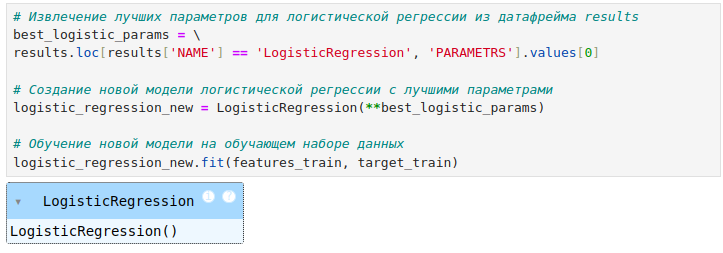 # Извлечение лучших параметров для логистической регрессии из датафрейма results
best_logistic_params = \
results.loc[results['NAME'] == 'LogisticRegression', 'PARAMETRS'].values[0]
# Создание новой модели логистической регрессии с лучшими параметрами
logistic_regression_new = LogisticRegression(**best_logistic_params)
# Обучение новой модели на обучающем наборе данных
logistic_regression_new.fit(features_train, target_train)
▾ LogisticRegression i ?
LogisticRegression()